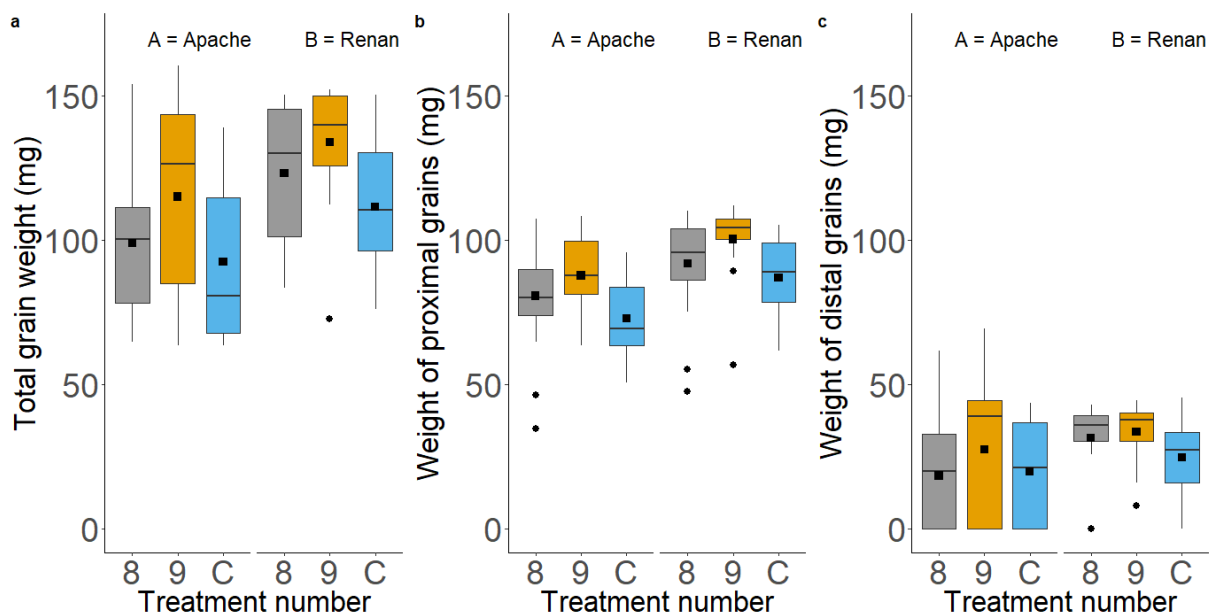 a
A = Apache
B = Renan
Total grain weight (mg)
150
100
50
0
8 9 C 8 9 C
Treatment number
b
A = Apache
B = Renan
Weight of proximal grains (mg)
150
100
50
0
8 9 C 8 9 C
Treatment number
c
A = Apache
B = Renan
Weight of distal grains (mg)
150
100
50
0
8 9 C 8 9 C
Treatment number